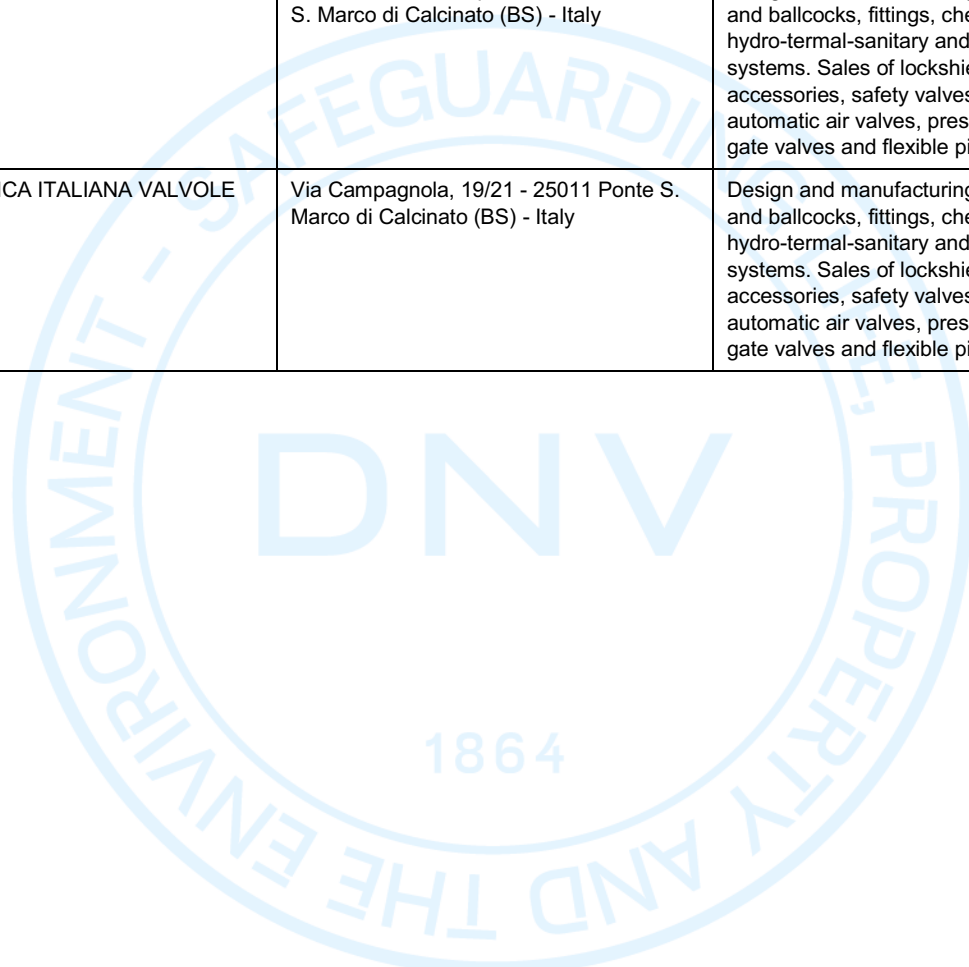 S. Marco di Calcinato (BS) - Italy
and ballcocks, fittings,
hydro-termal-sanitary and
systems. Sales of
accessories, safety
automatic air valves,
gate valves and flexible
ITALIANA VALVOLE
Via Campagnola, 19/21 - 25011 Ponte S.
Marco di Calcinato (BS) - Italy
Design and
and ballcocks, fittings,
hydro-termal-sanitary and
systems. Sales of
accessories, safety
automatic air valves,
gate valves and flexible
SAFEGUARDING LIFE, PROPERTY AND THE ENVIRONMENT -
DNV
1864